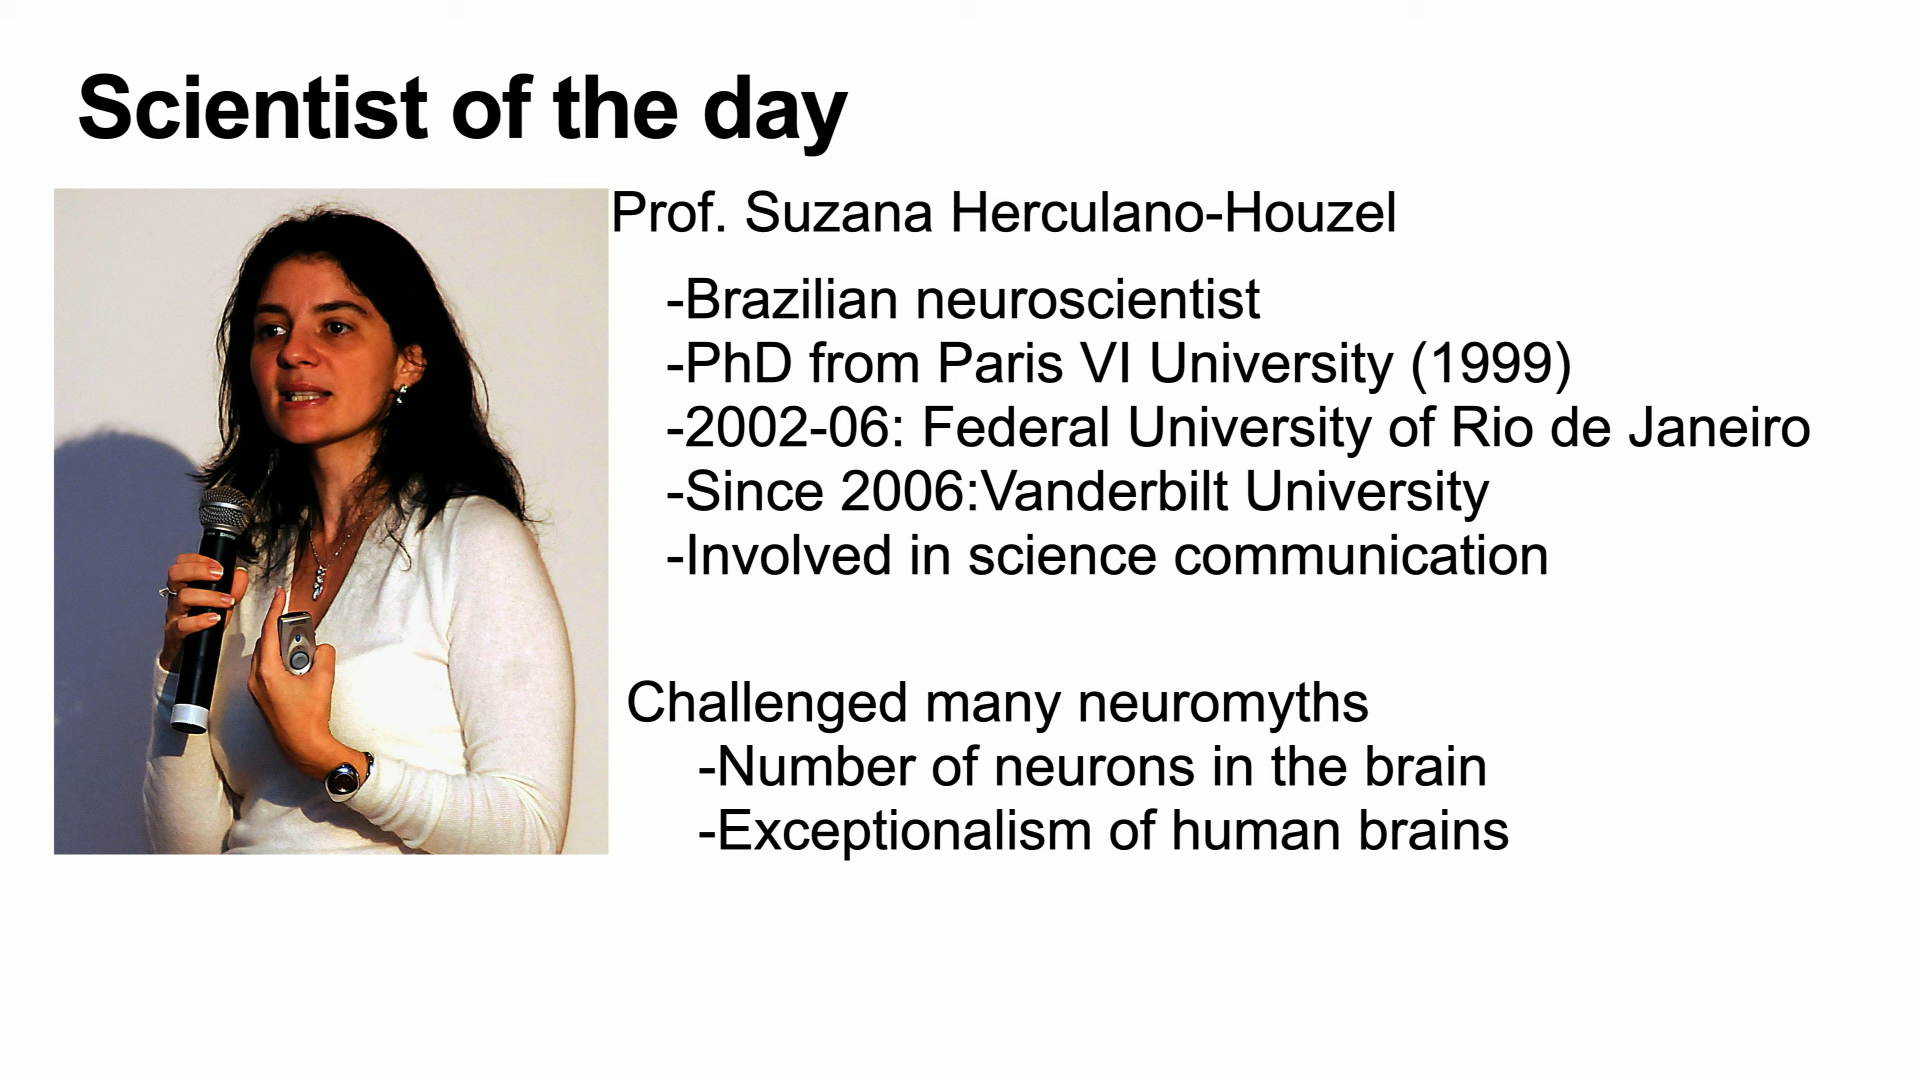 Scientist of the day
Prof. Suzana Herculano-Houzel
-Brazilian neuroscientist
-PhD from Paris VI University (1999)
-2002-06: Federal University of Rio de Janeiro
-Since 2006:Vanderbilt University
-Involved in science communication
Challenged many neuromyths
-Number of neurons in the brain
-Exceptionalism of human brains